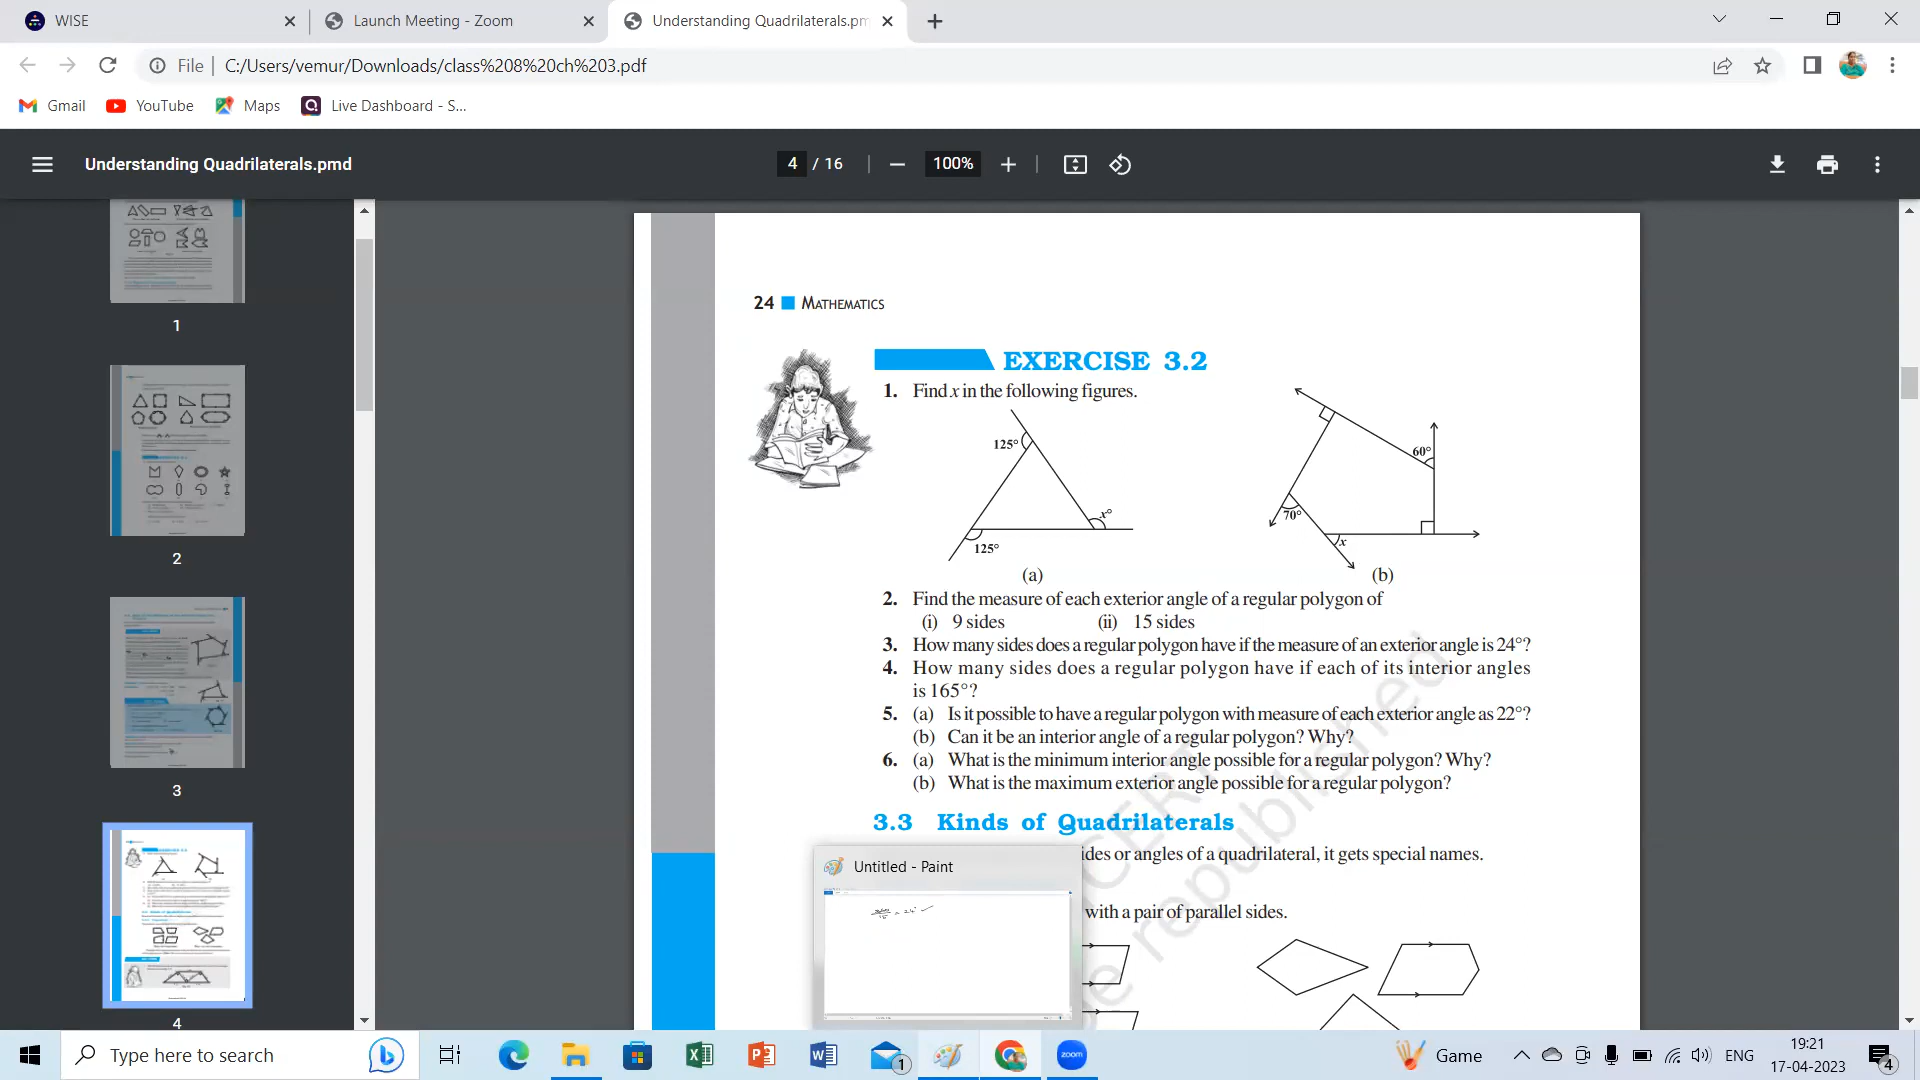 WISE
Launch Meeting - Zoom
Understanding Quadrilaterals.pm
File
C:/Users/vemur/Downloads/class%208%20ch%203.pdf
Gmail
YouTube
Maps
Live Dashboard - S...
Understanding Quadrilaterals.pmd
4 / 16
100%
1
2
3
4
24 MATHEMATICS
EXERCISE 3.2
1. Find x in the following figures.
125°
x°
125°
(a)
60°
70°
x
(b)
2. Find the measure of each exterior angle of a regular polygon of
(i) 9 sides (ii) 15 sides
3. How many sides does a regular polygon have if the measure of an exterior angle is 24°?
4. How many sides does a regular polygon have if each of its interior angles
is 165°?
5. (a) Is it possible to have a regular polygon with measure of each exterior angle as 22°?
(b) Can it be an interior angle of a regular polygon? Why?
6. (a) What is the minimum interior angle possible for a regular polygon? Why?
(b) What is the maximum exterior angle possible for a regular polygon?
3.3 Kinds of Quadrilaterals
ides or angles of a quadrilateral, it gets special names.
with a pair of parallel sides.
republished
Untitled - Paint
Type here to search
zoom
1
Game
ENG
19:21
17-04-2023
4